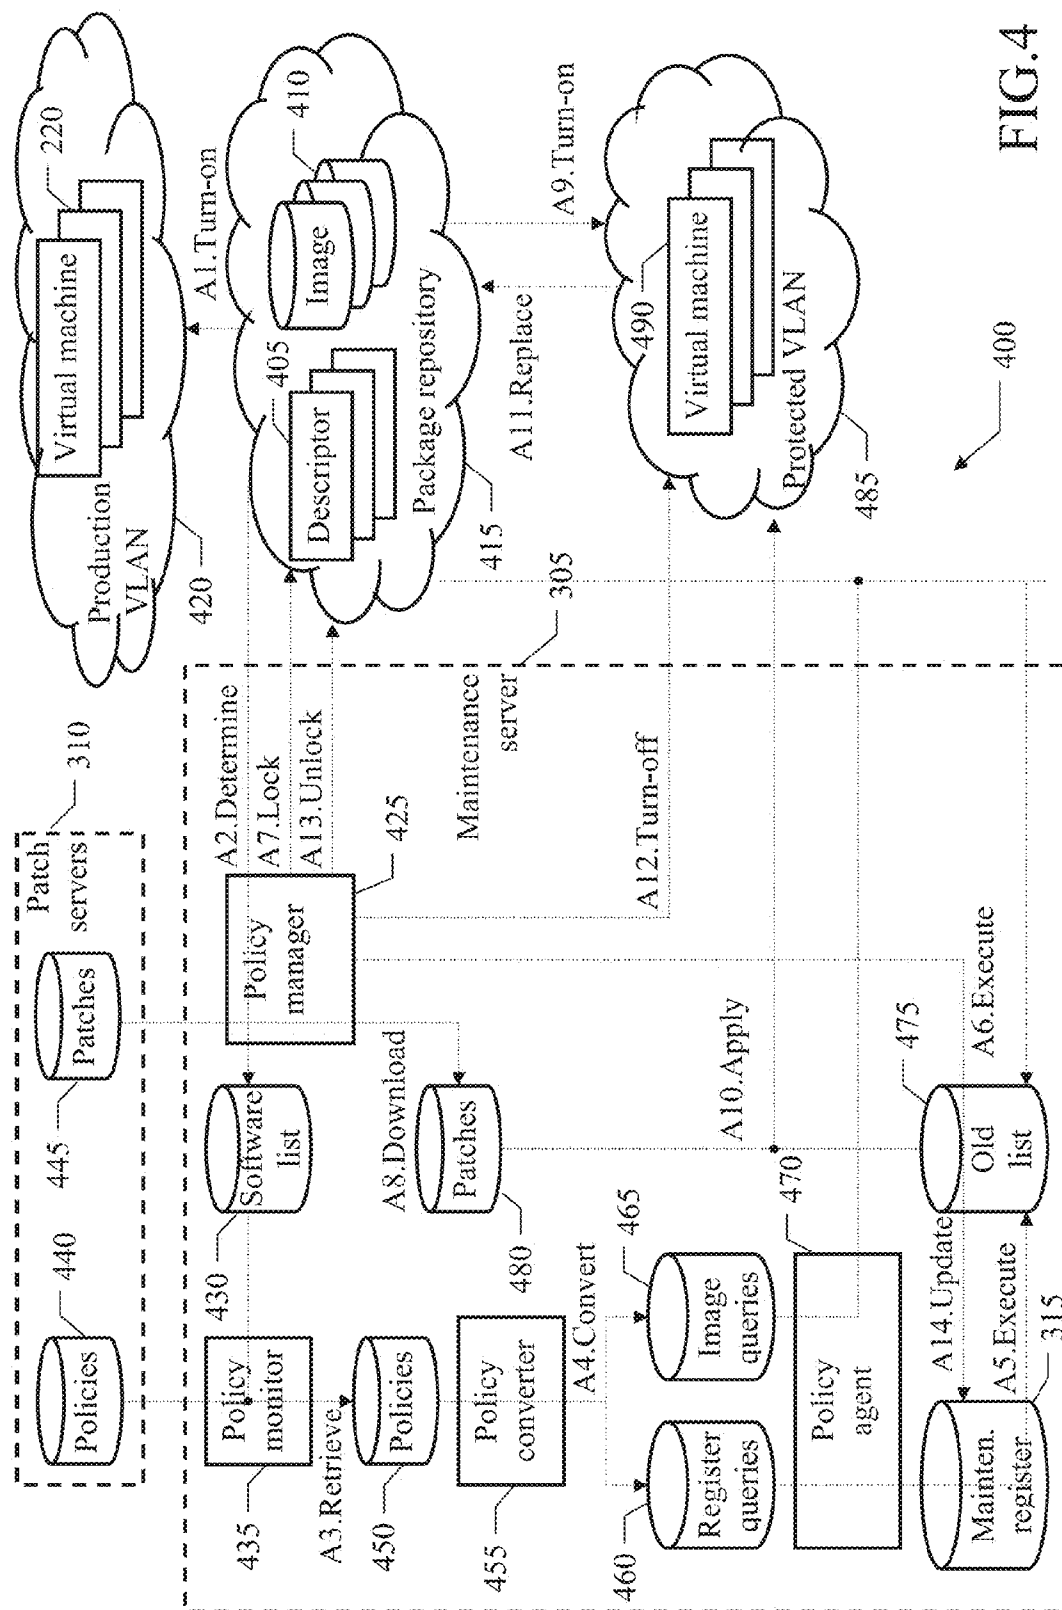 Patch
servers
310
Policies
440
Patches
445
Production
VLAN
420
Virtual machine
220
A1.Turn-on
A2.Determine
A7.Lock
A13.Unlock
Policy
monitor
435
Software
list
430
Policy
manager
425
Descriptor
405
Image
410
Package repository
415
Maintenance
server
305
A3.Retrieve
Policies
450
A8.Download
Patches
480
Policy
converter
455
A11.Replace
A9.Turn-on
A4.Convert
A12.Turn-off
Register
queries
460
Image
queries
465
A10.Apply
Virtual machine
490
Protected VLAN
485
Policy
agent
470
Mainten.
register
315
A14.Update
A5.Execute
Old
list
475
A6.Execute
400
FIG.4